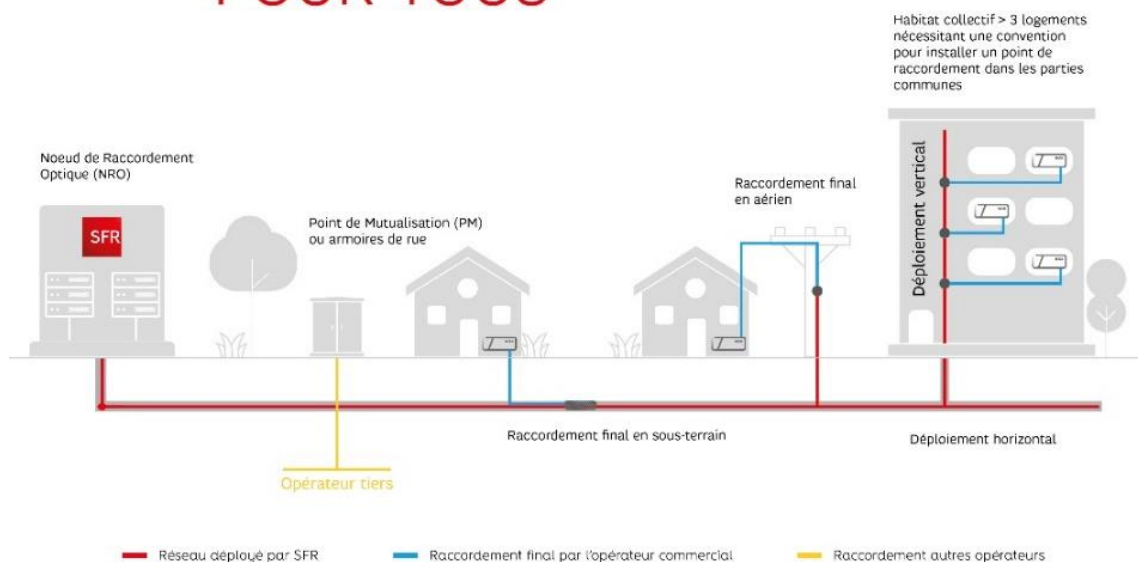 POUR TOUS
Habitat collectif > 3 logements
nécessitant une convention
pour installer un point de
raccordement dans les parties
communes
Noeud de Raccordement
Optique (NRO)
SFR
Point de Mutualisation (PM)
ou armoires de rue
Raccordement final
en aérien
Déploiement vertical
Raccordement final en sous-terrain
Déploiement horizontal
Opérateur tiers
Réseau déployé par SFR
Raccordement final par l'opérateur commercial
Raccordement autres opérateurs